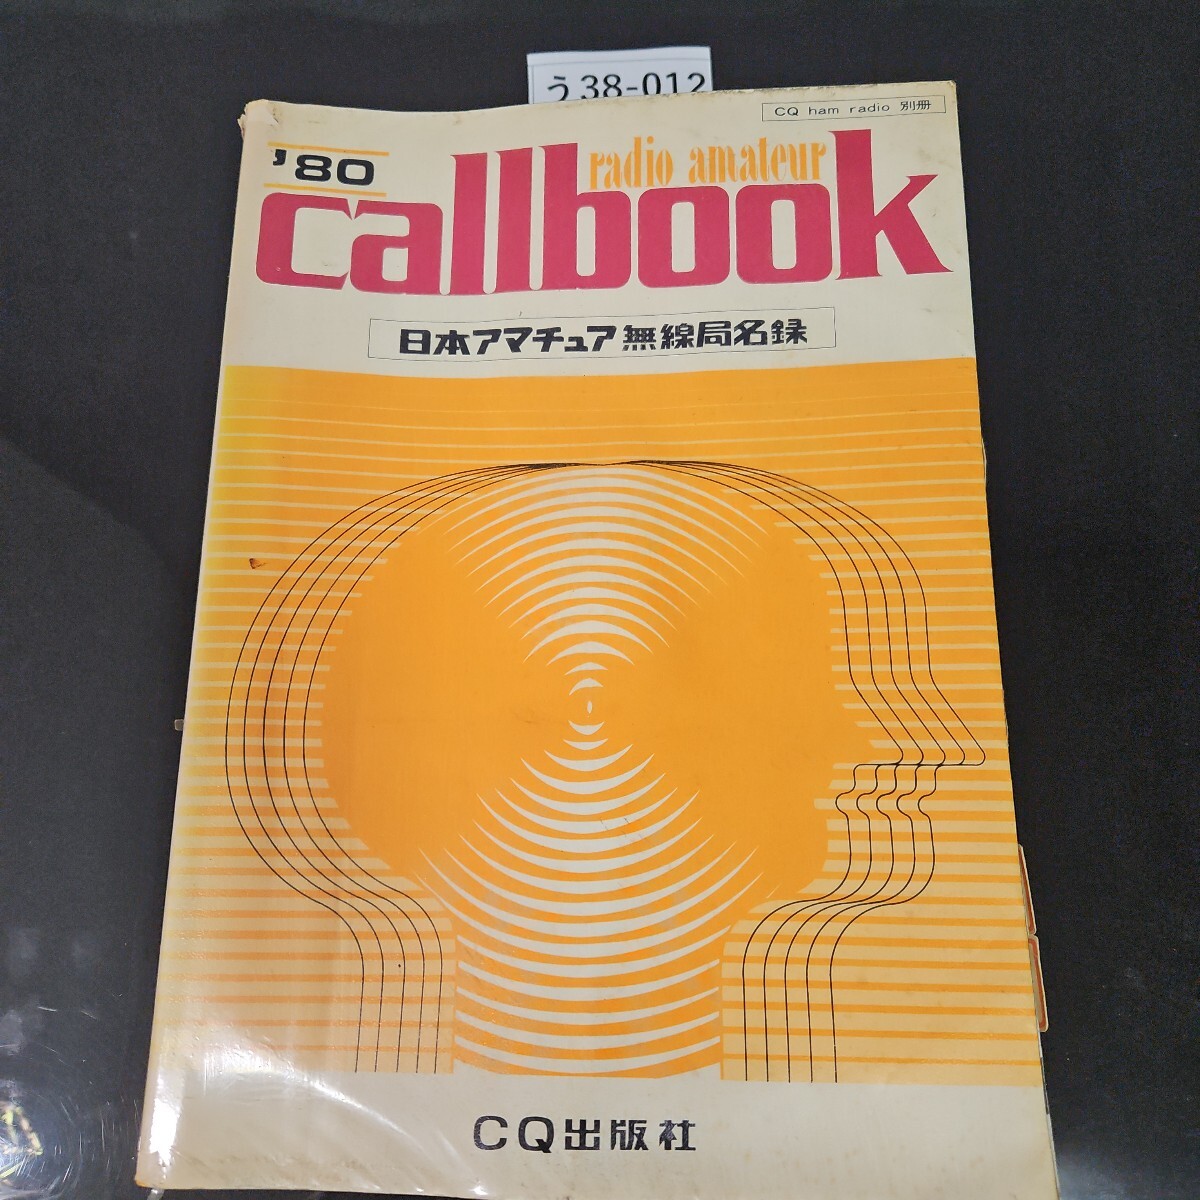 う38-012
CQ ham radio 別冊
'80
radio amateur
callbook
日本アマチュア無線局名録
CQ出版社